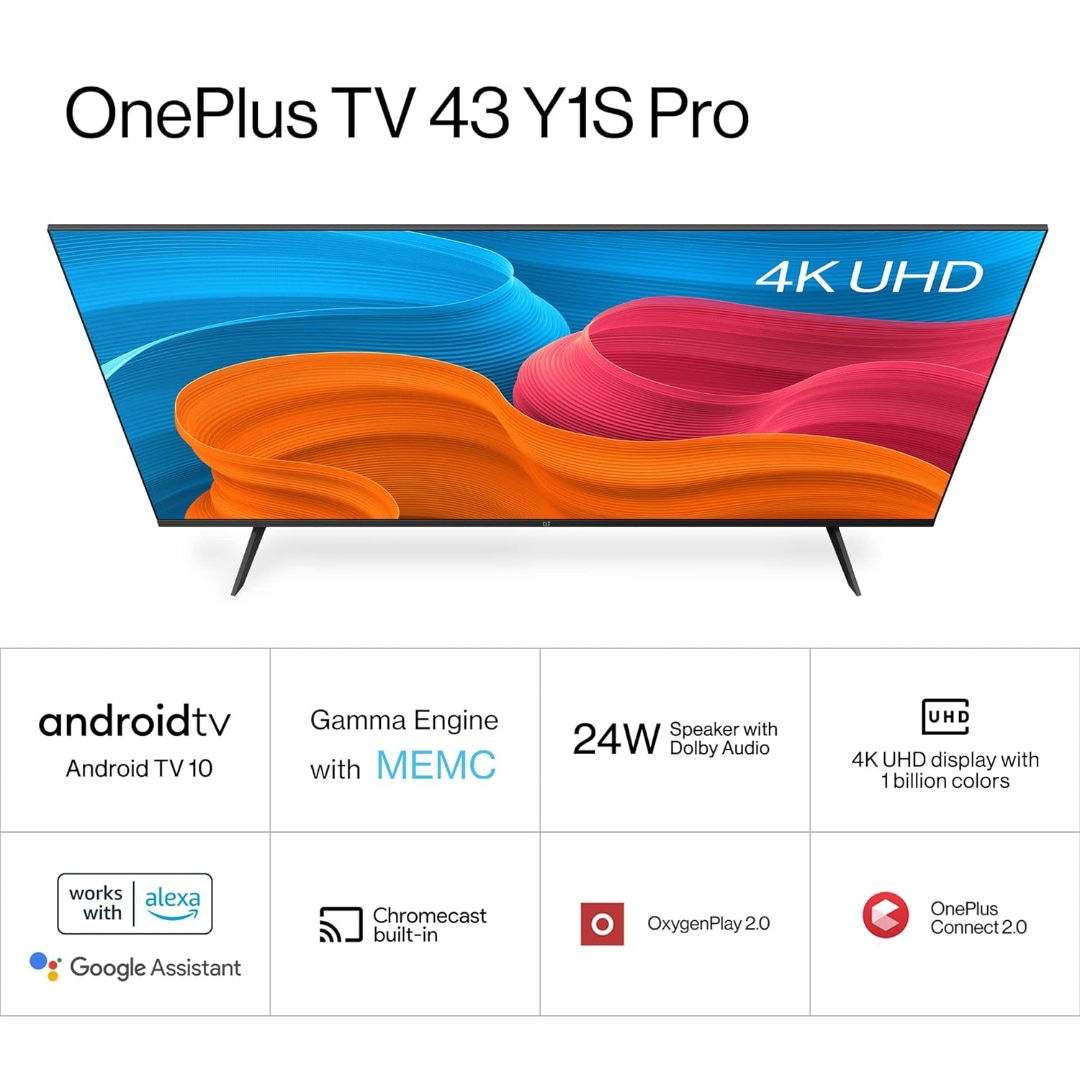 OnePlus TV 43 Y1S Pro
4K UHD
androidtv
Android TV 10
Gamma Engine
with MEMC
24W Speaker with
Dolby Audio
UHD
4K UHD display with
1 billion colors
works
with
alexa
Google Assistant
Chromecast
built-in
OxygenPlay 2.0
OnePlus
Connect 2.0